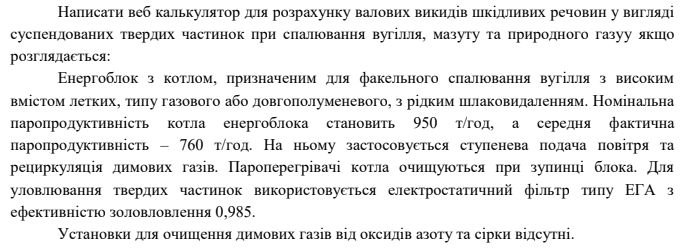 Написати веб калькулятор для розрахунку валових викидів шкідливих речовин у вигляді
суспендованих твердих частинок при спалювання вугілля, мазуту та природного газуу якщо
розглядається:
Енергоблок з котлом, призначеним для факельного спалювання вугілля з високим
вмістом летких, типу газового або довгополуменевого, з рідким шлаковидаленням. Номінальна
паропродуктивність котла енергоблока становить 950 т/год, а середня фактична
паропродуктивність – 760 т/год. На ньому застосовується ступенева подача повітря та
рециркуляція димових газів. Пароперегрівачі котла очищуються при зупинці блока. Для
уловлювання твердих частинок використовується електростатичний фільтр типу ЕГА з
ефективністю золовловлення 0,985.
Установки для очищення димових газів від оксидів азоту та сірки відсутні.